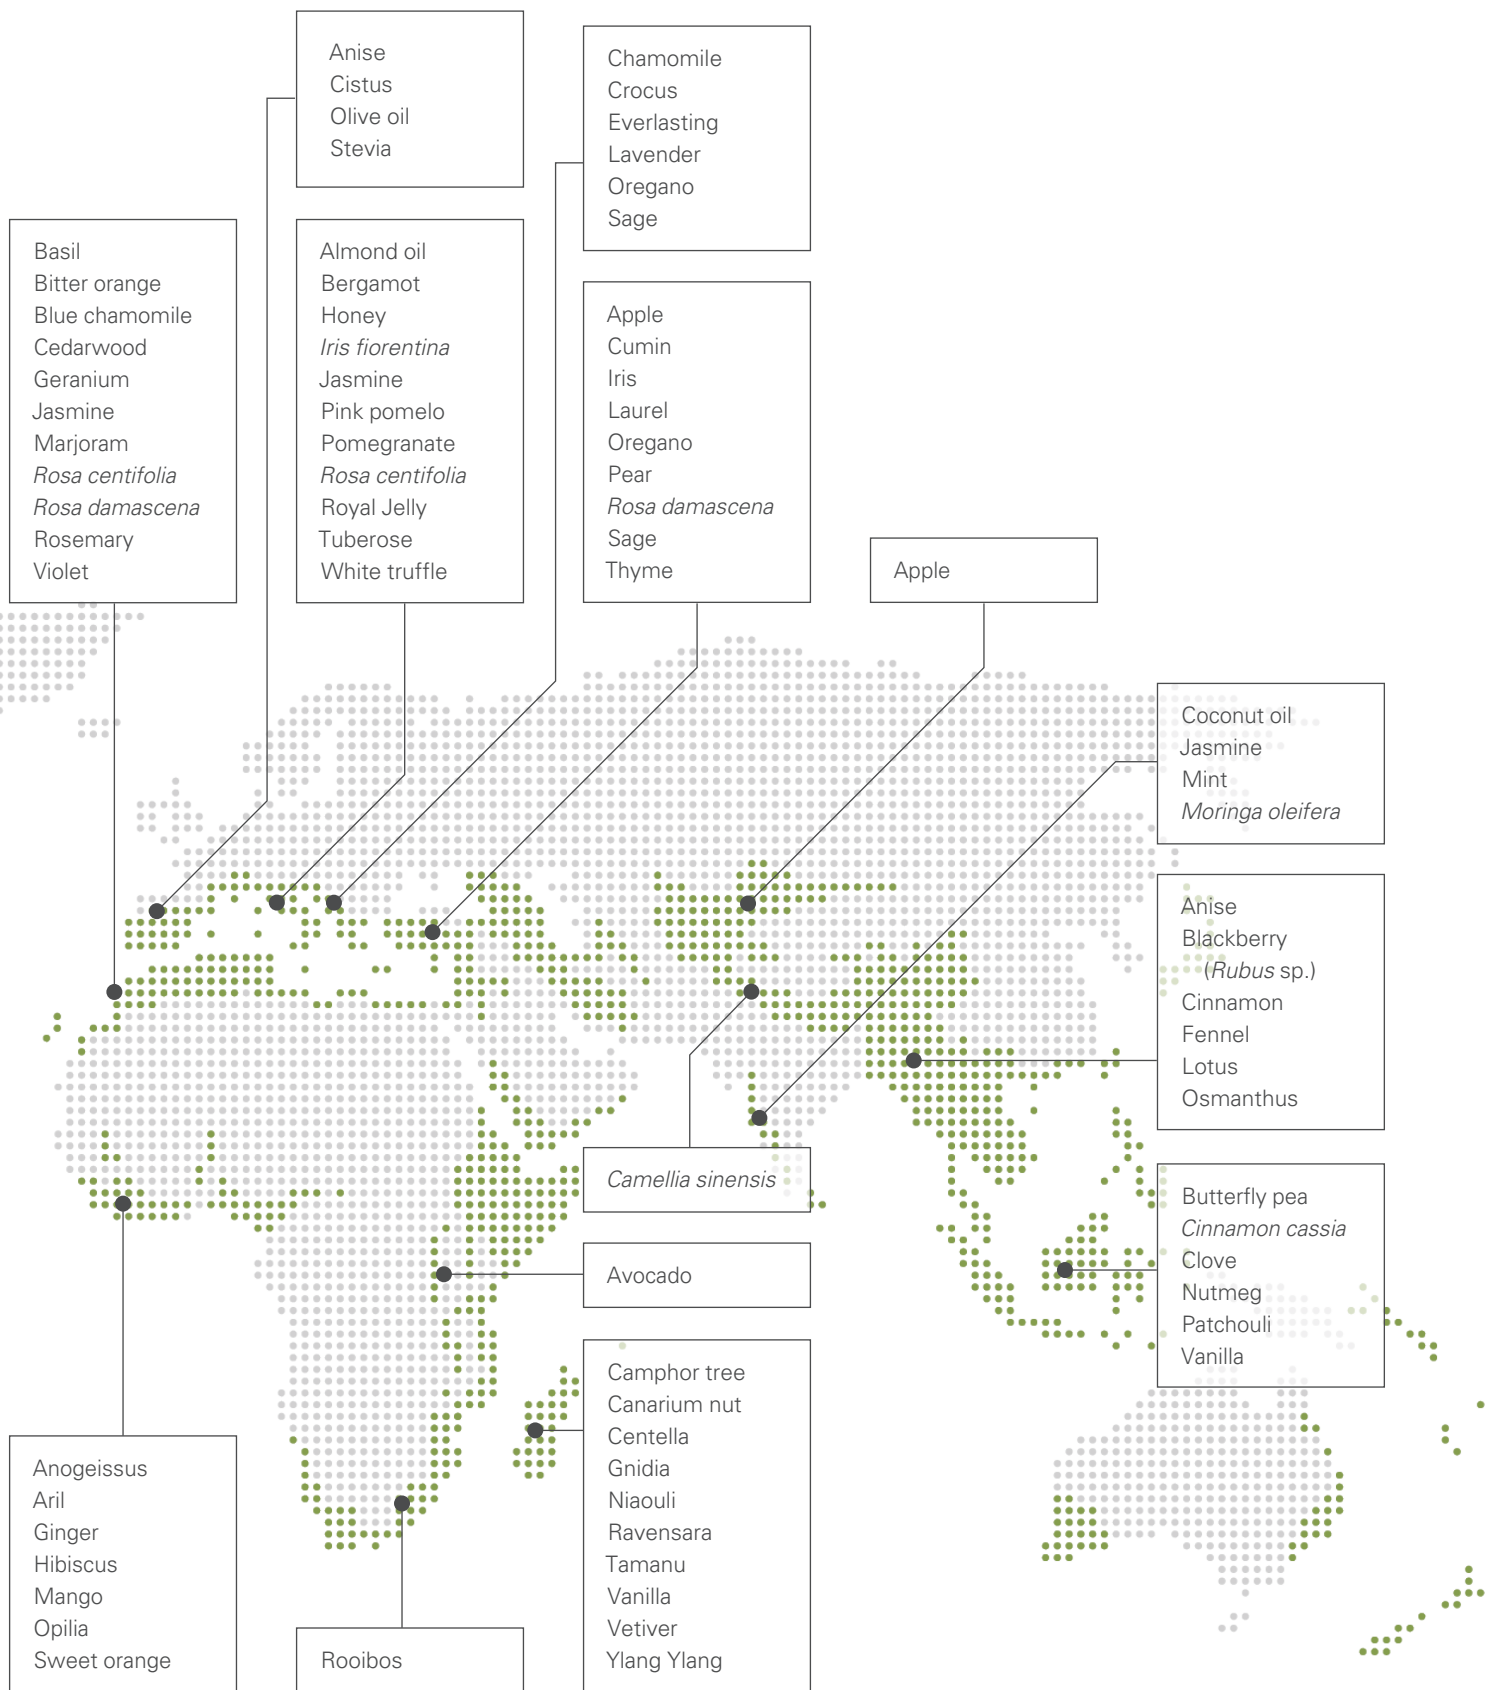 Anise
Cistus
Olive oil
Stevia
Chamomile
Crocus
Everlasting
Lavender
Oregano
Sage
Basil
Bitter orange
Blue chamomile
Cedarwood
Geranium
Jasmine
Marjoram
Rosa centifolia
Rosa damascena
Rosemary
Violet
Almond oil
Bergamot
Honey
Iris fiorentina
Jasmine
Pink pomelo
Pomegranate
Rosa centifolia
Royal Jelly
Tuberose
White truffle
Apple
Cumin
Iris
Laurel
Oregano
Pear
Rosa damascena
Sage
Thyme
Apple
Coconut oil
Jasmine
Mint
Moringa oleifera
Anise
Blackberry
(Rubus sp.)
Cinnamon
Fennel
Lotus
Osmanthus
Camellia sinensis
Butterfly pea
Cinnamon cassia
Clove
Nutmeg
Patchouli
Vanilla
Avocado
Camphor tree
Canarium nut
Centella
Gnidia
Niaouli
Ravensara
Tamanu
Vanilla
Vetiver
Ylang Ylang
Anogeissus
Aril
Ginger
Hibiscus
Mango
Opilia
Sweet orange
Rooibos